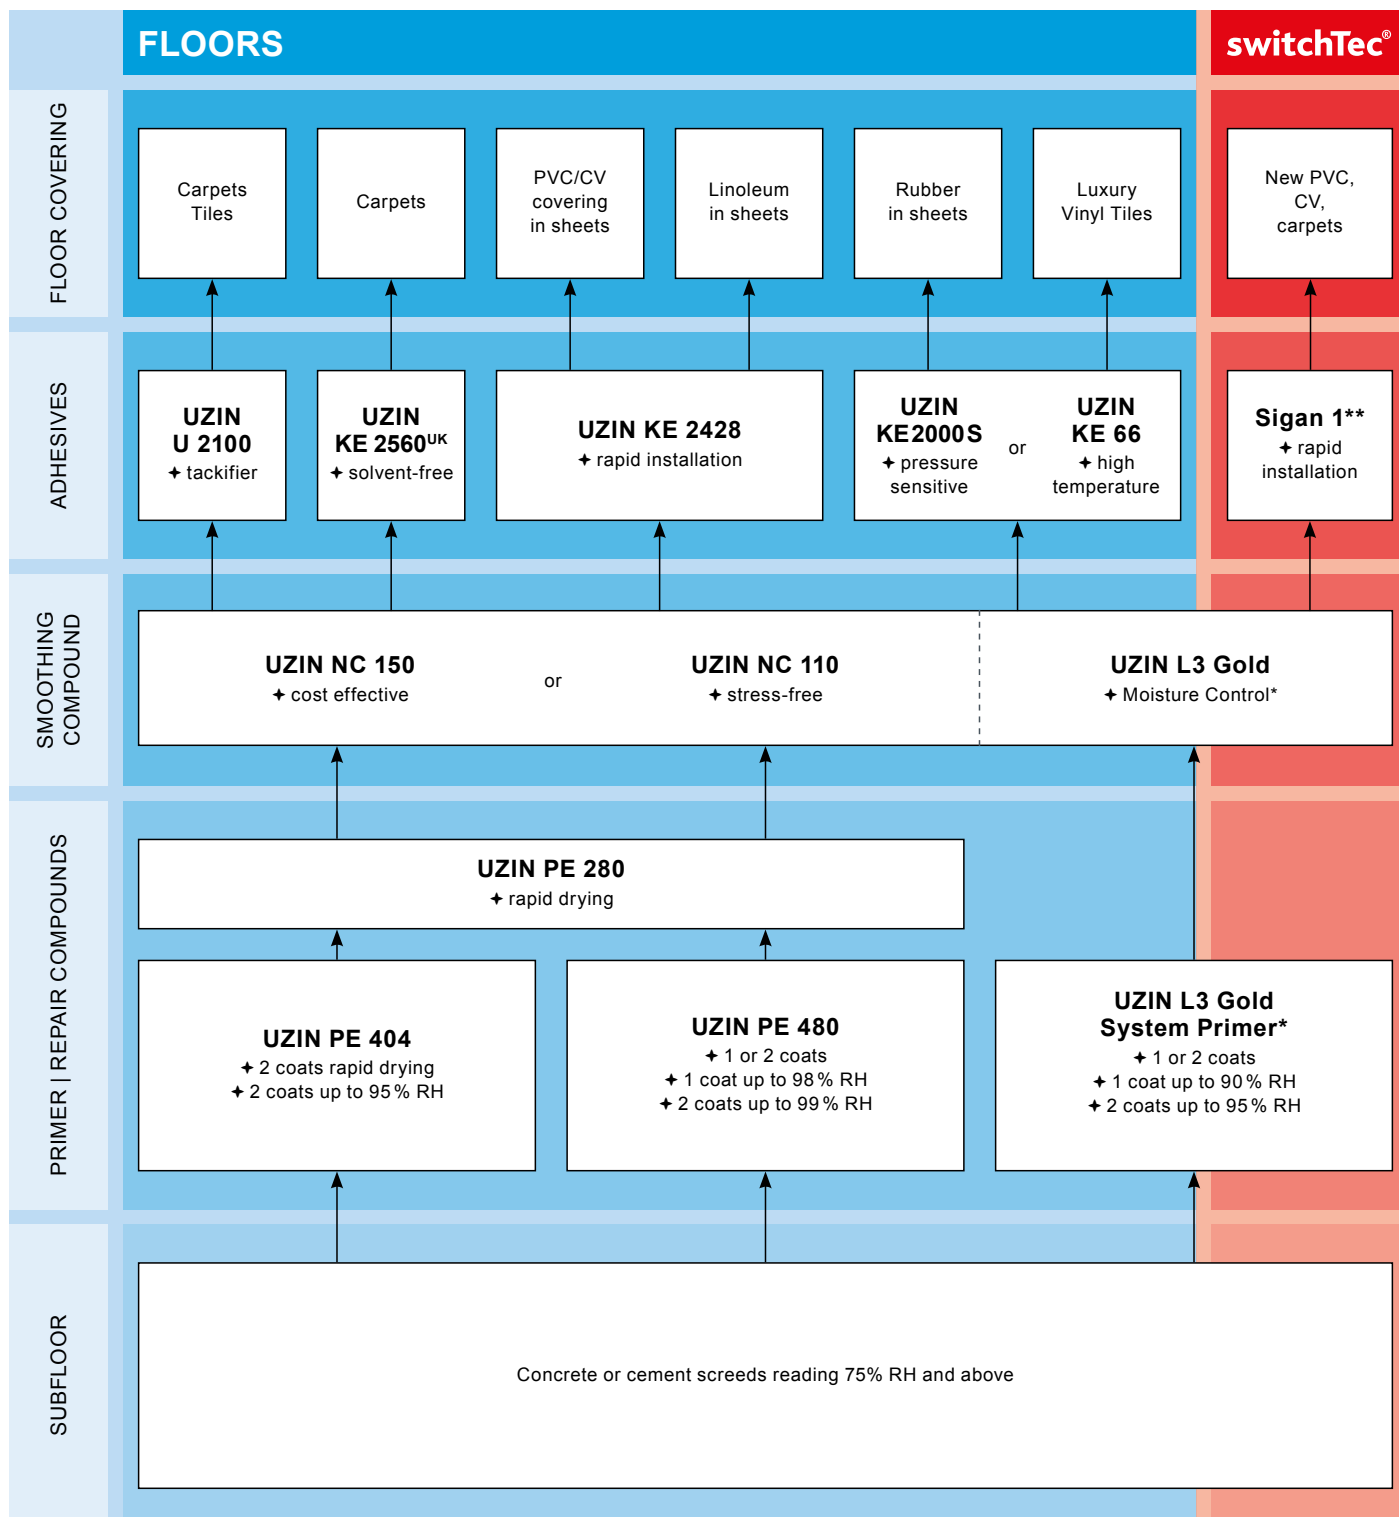 FLOORS
switchTec®
FLOOR COVERING
Carpets
Tiles
Carpets
PVC/CV
covering
in sheets
Linoleum
in sheets
Rubber
in sheets
Luxury
Vinyl Tiles
New PVC,
CV,
carpets
ADHESIVES
UZIN
U 2100
✦ tackifier
UZIN
KE 2560UK
✦ solvent-free
UZIN KE 2428
✦ rapid installation
UZIN
KE2000S
✦ pressure
sensitive
or
UZIN
KE 66
✦ high
temperature
Sigan 1**
✦ rapid
installation
SMOOTHING
COMPOUND
UZIN NC 150
✦ cost effective
or
UZIN NC 110
✦ stress-free
UZIN L3 Gold
✦ Moisture Control*
PRIMER | REPAIR COMPOUNDS
UZIN PE 280
✦ rapid drying
UZIN PE 404
✦ 2 coats rapid drying
✦ 2 coats up to 95% RH
UZIN PE 480
✦ 1 or 2 coats
✦ 1 coat up to 98% RH
✦ 2 coats up to 99% RH
UZIN L3 Gold
System Primer*
✦ 1 or 2 coats
✦ 1 coat up to 90% RH
✦ 2 coats up to 95% RH
SUBFLOOR
Concrete or cement screeds reading 75% RH and above